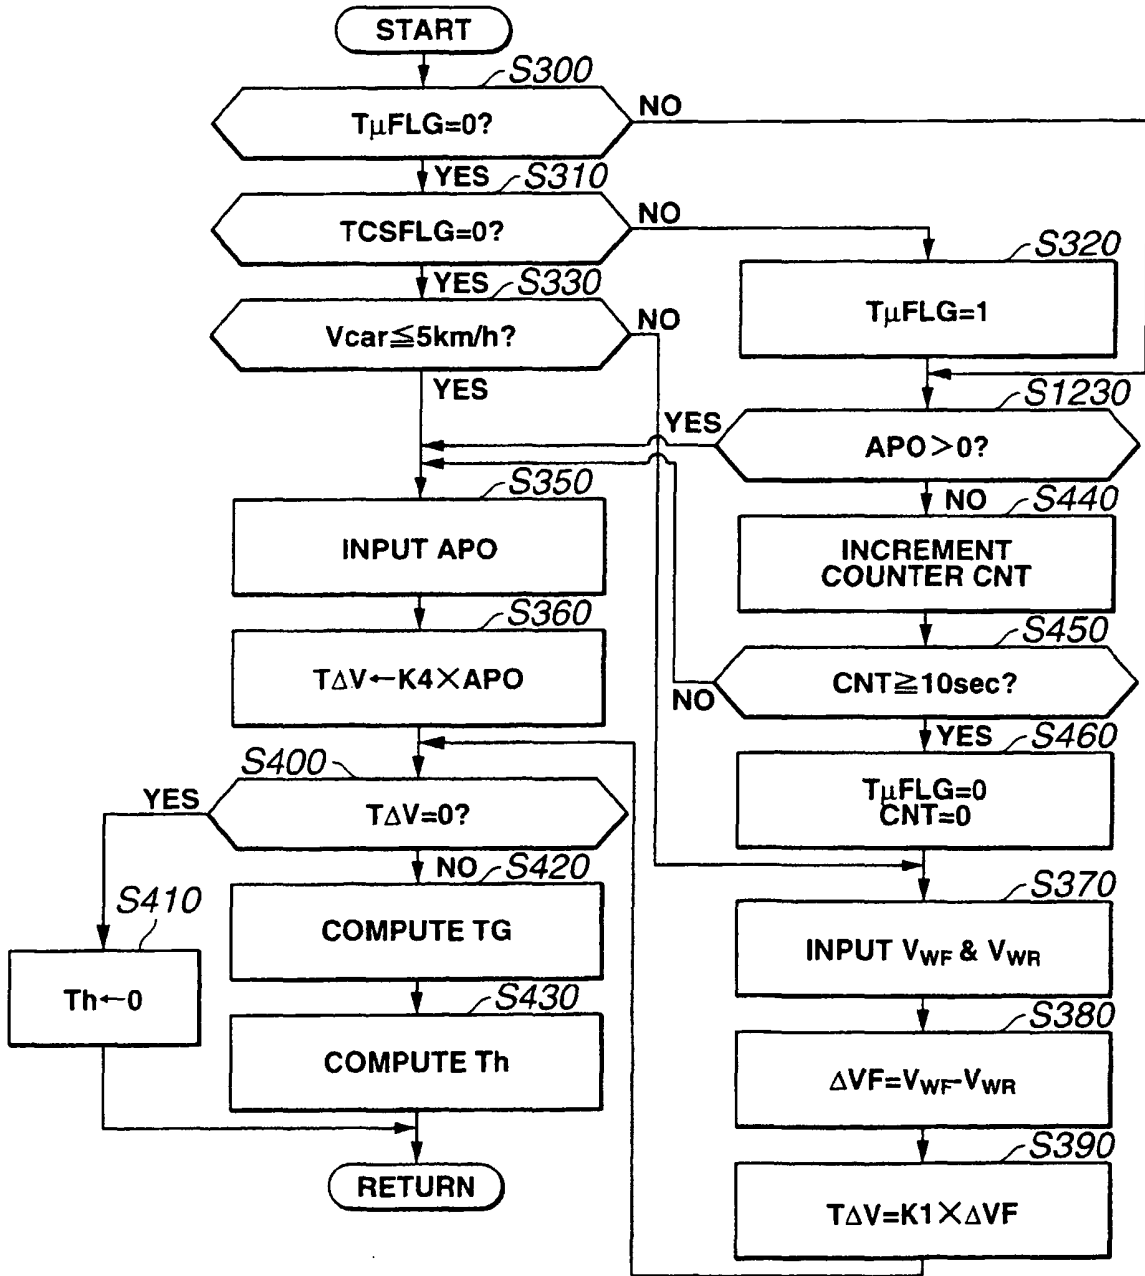 START
S300
TμFLG=0?
NO
YES
S310
TCSFLG=0?
NO
YES
S330
Vcar≦5km/h?
NO
YES
S320
TμFLG=1
S1230
APO>0?
YES
NO
S350
INPUT APO
S440
INCREMENT
COUNTER CNT
S360
TΔV←K4×APO
S450
CNT≧10sec?
NO
YES
S460
TμFLG=0
CNT=0
S400
TΔV=0?
YES
NO
S420
COMPUTE TG
S410
Th←0
S430
COMPUTE Th
RETURN
S370
INPUT VWF & VWR
S380
ΔVF=VWF-VWR
S390
TΔV=K1×ΔVF